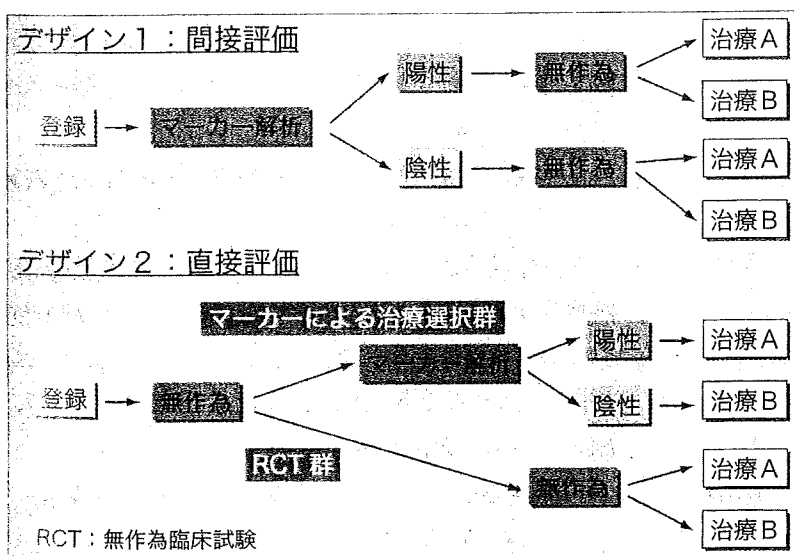 デザイン1：間接評価
登録
マーカー解析
陽性
無作為
治療A
治療B
陰性
無作為
治療A
治療B
デザイン2：直接評価
マーカーによる治療選択群
登録
無作為
マーカー解析
陽性
治療A
陰性
治療B
RCT群
無作為
治療A
治療B
RCT：無作為臨床試験